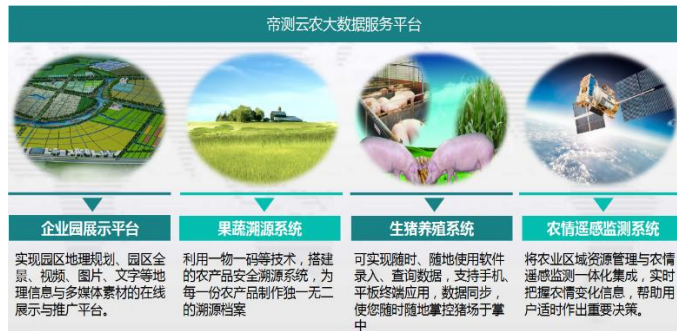 帝测云农大数据服务平台
企业园展示平台
实现园区地理规划、园区全
景、视频、图片、文字等地
理信息与多媒体素材的在线
展示与推广平台。
果蔬溯源系统
利用一物一码等技术，搭建
的农产品安全溯源系统，为
每一份农产品制作独一无二
的溯源档案
生猪养殖系统
可实现随时、随地使用软件
录入、查询数据，支持手机、
平板终端应用，数据同步，
使您随时随地掌控猪场于掌
中
农情遥感监测系统
将农业区域资源管理与农情
遥感监测一体化集成，实时
把握农情变化信息，帮助用
户适时作出重要决策。